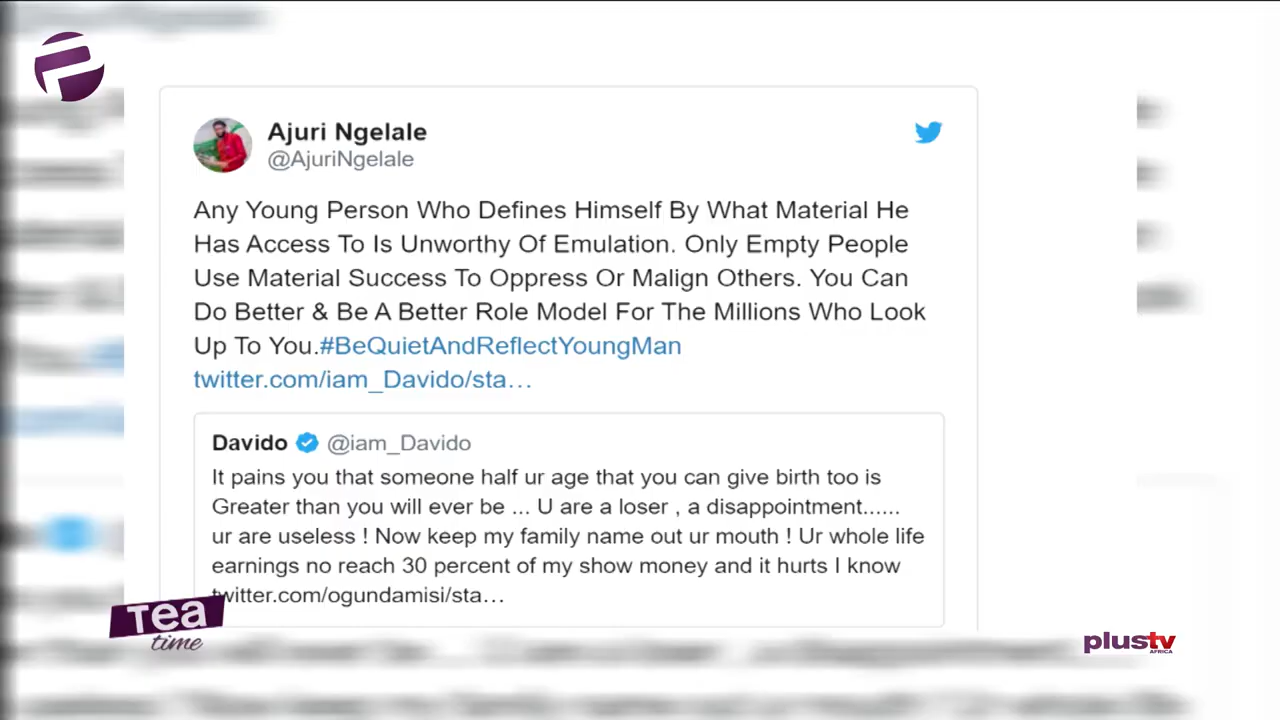 Ajuri Ngelale
@AjuriNgelale
Any Young Person Who Defines Himself By What Material He
Has Access To Is Unworthy Of Emulation. Only Empty People
Use Material Success To Oppress Or Malign Others. You Can
Do Better & Be A Better Role Model For The Millions Who Look
Up To You.#BeQuietAndReflectYoungMan
twitter.com/iam_Davido/sta…
Davido @iam_Davido
It pains you that someone half ur age that you can give birth too is
Greater than you will ever be ... U are a loser , a disappointment......
ur are useless ! Now keep my family name out ur mouth ! Ur whole life
earnings no reach 30 percent of my show money and it hurts I know
twitter.com/ogundamisi/sta…
Tea
time
plustv
AFRICA